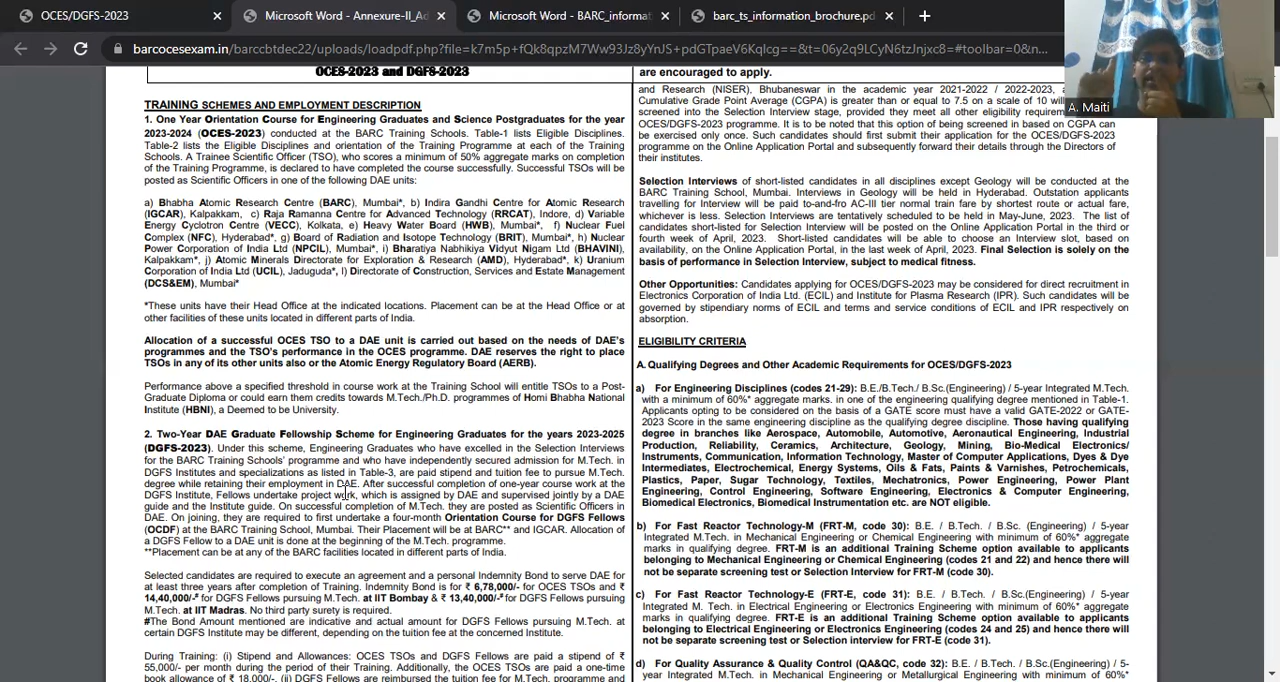 OCES/DGFS-2023
Microsoft Word - Annexure-II_Ad
Microsoft Word - BARC_informat
barc_ts_information_brochure.pd
barcocesexam.in/barccbtdec22/uploads/loadpdf.php?file=k7m5p+fQk8qpzM7Ww93Jz8yYnJS+pdGTpaeV6KqIcg==&t=06y2q9LCyN6tzJnjxc8=#toolbar=0&n...
A. Maiti
OCES-2023 and DGFS-2023
TRAINING SCHEMES AND EMPLOYMENT DESCRIPTION
1. One Year Orientation Course for Engineering Graduates and Science Postgraduates for the year
2023-2024 (OCES-2023) conducted at the BARC Training Schools. Table-1 lists Eligible Disciplines.
Table-2 lists the Eligible Disciplines and orientation of the Training Programme at each of the Training
Schools. A Trainee Scientific Officer (TSO), who scores a minimum of 50% aggregate marks on completion
of the Training Programme, is declared to have completed the course successfully. Successful TSOs will be
posted as Scientific Officers in one of the following DAE units:
a) Bhabha Atomic Research Centre (BARC), Mumbai*, b) Indira Gandhi Centre for Atomic Research
(IGCAR), Kalpakkam, c) Raja Ramanna Centre for Advanced Technology (RRCAT), Indore, d) Variable
Energy Cyclotron Centre (VECC), Kolkata, e) Heavy Water Board (HWB), Mumbai*, f) Nuclear Fuel
Complex (NFC), Hyderabad*, g) Board of Radiation and Isotope Technology (BRIT), Mumbai*, h) Nuclear
Power Corporation of India Ltd (NPCIL), Mumbai*, i) Bharatiya Nabhikiya Vidyut Nigam Ltd (BHAVINI),
Kalpakkam*, j) Atomic Minerals Directorate for Exploration & Research (AMD), Hyderabad*, k) Uranium
Corporation of India Ltd (UCIL), Jaduguda*, l) Directorate of Construction, Services and Estate Management
(DCS&EM), Mumbai*
*These units have their Head Office at the indicated locations. Placement can be at the Head Office or at
other facilities of these units located in different parts of India.
Allocation of a successful OCES TSO to a DAE unit is carried out based on the needs of DAE's
programmes and the TSO's performance in the OCES programme. DAE reserves the right to place
TSOs in any of its other units also or the Atomic Energy Regulatory Board (AERB).
Performance above a specified threshold in course work at the Training School will entitle TSOs to a Post-
Graduate Diploma or could earn them credits towards M.Tech./Ph.D. programmes of Homi Bhabha National
Institute (HBNI), a Deemed to be University.
2. Two-Year DAE Graduate Fellowship Scheme for Engineering Graduates for the years 2023-2025
(DGFS-2023). Under this scheme, Engineering Graduates who have excelled in the Selection Interviews
for the BARC Training Schools' programme and who have independently secured admission for M.Tech. in
DGFS Institutes and specializations as listed in Table-3, are paid stipend and tuition fee to pursue M.Tech.
degree while retaining their employment in DAE. After successful completion of one-year course work at the
DGFS Institute, Fellows undertake project work, which is assigned by DAE and supervised jointly by a DAE
guide and the Institute guide. On successful completion of M.Tech. they are posted as Scientific Officers in
DAE. On joining, they are required to first undertake a four-month Orientation Course for DGFS Fellows
(OCDF) at the BARC Training School, Mumbai. Their Placement will be at BARC** and IGCAR. Allocation of
a DGFS Fellow to a DAE unit is done at the beginning of the M.Tech. programme.
**Placement can be at any of the BARC facilities located in different parts of India.
Selected candidates are required to execute an agreement and a personal Indemnity Bond to serve DAE for
at least three years after completion of Training. Indemnity Bond is for ₹ 6,78,000/- for OCES TSOs and ₹
14,40,000/-# for DGFS Fellows pursuing M.Tech. at IIT Bombay & ₹ 13,40,000/-# for DGFS Fellows pursuing
M.Tech. at IIT Madras. No third party surety is required.
#The Bond Amount mentioned are indicative and actual amount for DGFS Fellows pursuing M.Tech. at
certain DGFS Institute may be different, depending on the tuition fee at the concerned Institute.
During Training: (i) Stipend and Allowances: OCES TSOs and DGFS Fellows are paid a stipend of ₹
55,000/- per month during the period of their Training. Additionally, the OCES TSOs are paid a one-time
book allowance of ₹ 18,000/-. (ii) DGFS Fellows are reimbursed the tuition fee for M.Tech. programme and
are encouraged to apply.
and Research (NISER), Bhubaneswar in the academic year 2021-2022 / 2022-2023,
Cumulative Grade Point Average (CGPA) is greater than or equal to 7.5 on a scale of 10 will
screened into the Selection Interview stage, provided they meet all other eligibility requirem
OCES/DGFS-2023 programme. It is to be noted that this option of being screened in based on CGPA can
be exercised only once. Such candidates should first submit their application for the OCES/DGFS-2023
programme on the Online Application Portal and subsequently forward their details through the Directors of
their institutes.
Selection Interviews of short-listed candidates in all disciplines except Geology will be conducted at the
BARC Training School, Mumbai. Interviews in Geology will be held in Hyderabad. Outstation applicants
travelling for Interview will be paid to-and-fro AC-III tier normal train fare by shortest route or actual fare,
whichever is less. Selection Interviews are tentatively scheduled to be held in May-June, 2023. The list of
candidates short-listed for Selection Interview will be posted on the Online Application Portal in the third or
fourth week of April, 2023. Short-listed candidates will be able to choose an Interview slot, based on
availability, on the Online Application Portal, in the last week of April, 2023. Final Selection is solely on the
basis of performance in Selection Interview, subject to medical fitness.
Other Opportunities: Candidates applying for OCES/DGFS-2023 may be considered for direct recruitment in
Electronics Corporation of India Ltd. (ECIL) and Institute for Plasma Research (IPR). Such candidates will be
governed by stipendiary norms of ECIL and terms and service conditions of ECIL and IPR respectively on
absorption.
ELIGIBILITY CRITERIA
A. Qualifying Degrees and Other Academic Requirements for OCES/DGFS-2023
a) For Engineering Disciplines (codes 21-29): B.E./B.Tech./ B.Sc.(Engineering) / 5-year Integrated M.Tech.
with a minimum of 60%* aggregate marks. in one of the engineering qualifying degree mentioned in Table-1.
Applicants opting to be considered on the basis of a GATE score must have a valid GATE-2022 or GATE-
2023 Score in the same engineering discipline as the qualifying degree discipline. Those having qualifying
degree in branches like Aerospace, Automobile, Automotive, Aeronautical Engineering, Industrial
Production, Reliability, Ceramics, Architecture, Geology, Mining, Bio-Medical Electronics/
Instruments, Communication, Information Technology, Master of Computer Applications, Dyes & Dye
Intermediates, Electrochemical, Energy Systems, Oils & Fats, Paints & Varnishes, Petrochemicals,
Plastics, Paper, Sugar Technology, Textiles, Mechatronics, Power Engineering, Power Plant
Engineering, Control Engineering, Software Engineering, Electronics & Computer Engineering,
Biomedical Electronics, Biomedical Instrumentation etc. are NOT eligible.
b) For Fast Reactor Technology-M (FRT-M, code 30): B.E. / B.Tech. / B.Sc. (Engineering) / 5-year
Integrated M.Tech. in Mechanical Engineering or Chemical Engineering with minimum of 60%* aggregate
marks in qualifying degree. FRT-M is an additional Training Scheme option available to applicants
belonging to Mechanical Engineering or Chemical Engineering (codes 21 and 22) and hence there will
not be separate screening test or Selection Interview for FRT-M (code 30).
c) For Fast Reactor Technology-E (FRT-E, code 31): B.E. / B.Tech. / B.Sc.(Engineering) / 5-year
Integrated M. Tech. in Electrical Engineering or Electronics Engineering with minimum of 60%* aggregate
marks in qualifying degree. FRT-E is an additional Training Scheme option available to applicants
belonging to Electrical Engineering or Electronics Engineering (codes 24 and 25) and hence there will
not be separate screening test or Selection interview for FRT-E (code 31).
d) For Quality Assurance & Quality Control (QA&QC, code 32): B.E. / B.Tech. / B.Sc.(Engineering) / 5-
year Integrated M.Tech. in Mechanical Engineering or Metallurgical Engineering with minimum of 60%*